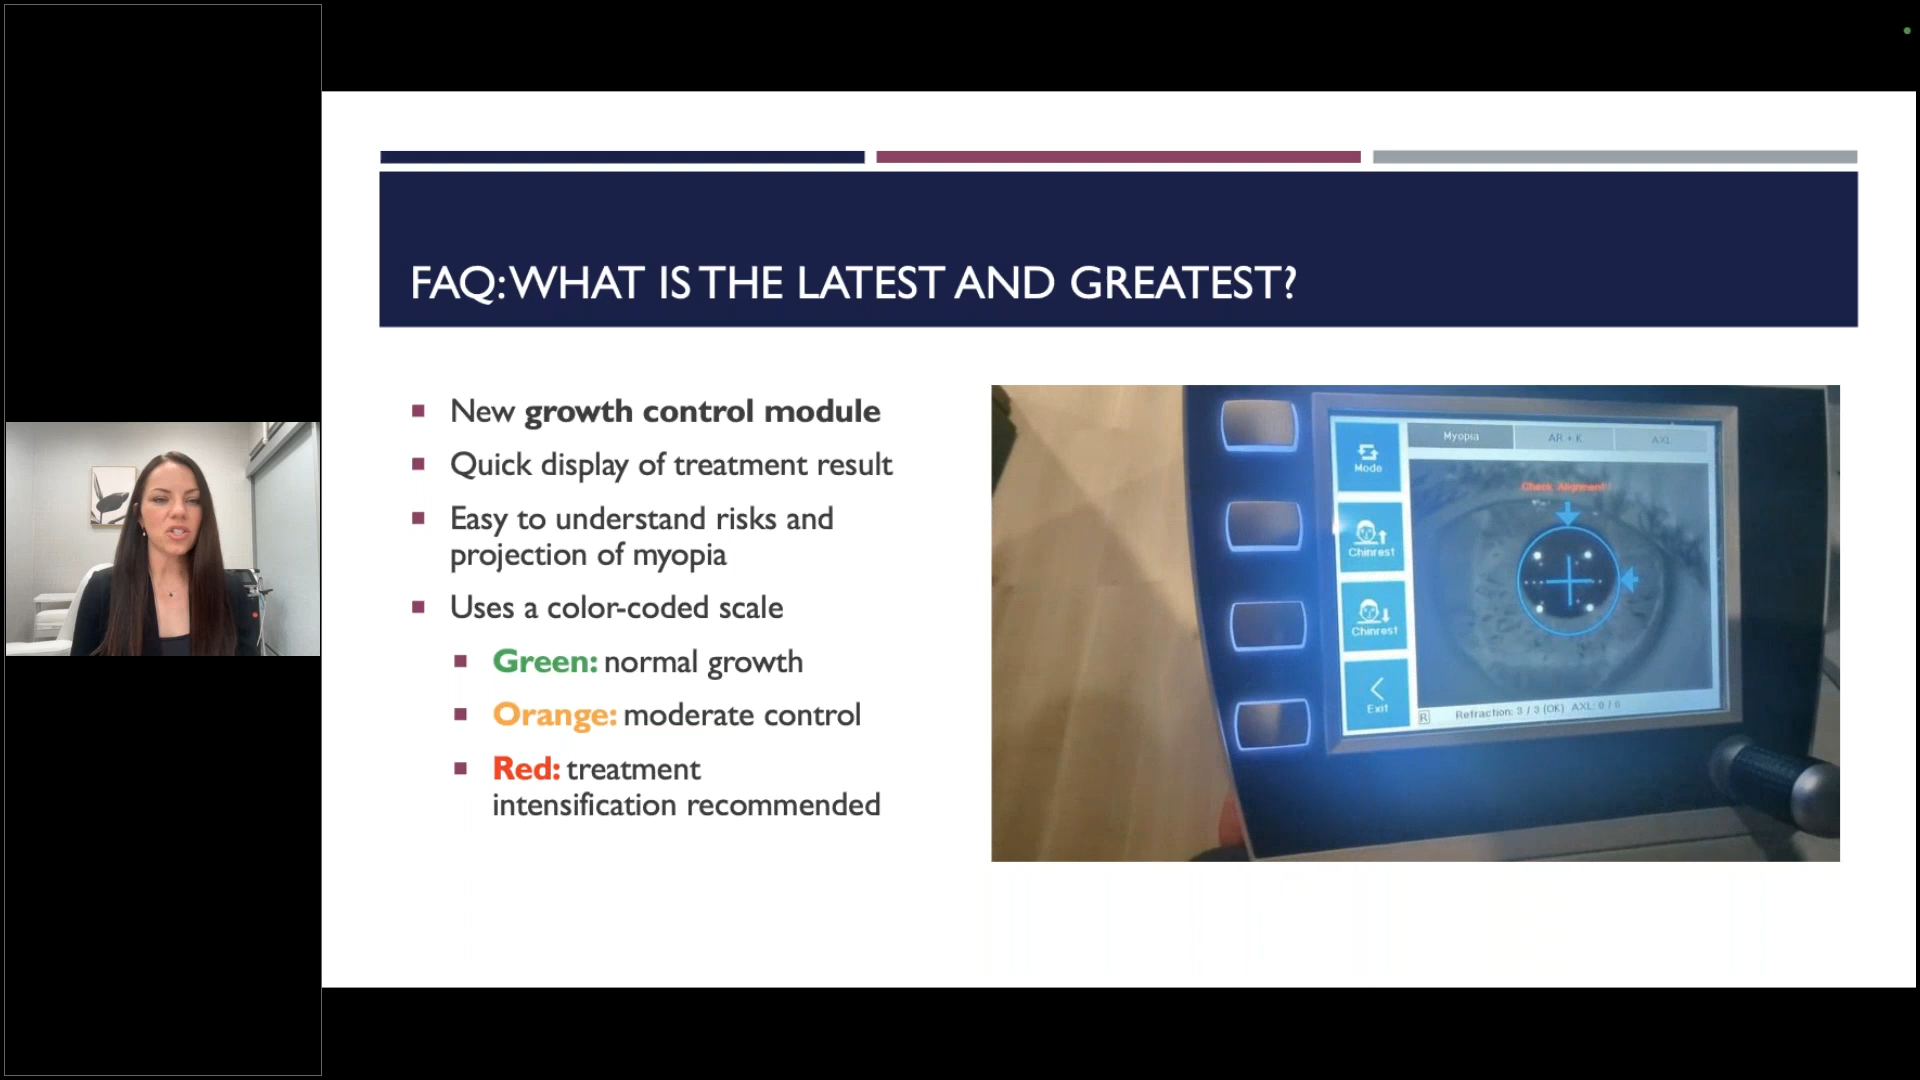 FAQ: WHAT IS THE LATEST AND GREATEST?
New growth control module
Quick display of treatment result
Easy to understand risks and
projection of myopia
Uses a color-coded scale
Green: normal growth
Orange: moderate control
Red: treatment
intensification recommended
Myopia
AR + K
AXL
Mode
Check Alignment!
Chinrest
Chinrest
Exit
R
Refraction: 3 / 3 (OK) AXL: 0 / 6